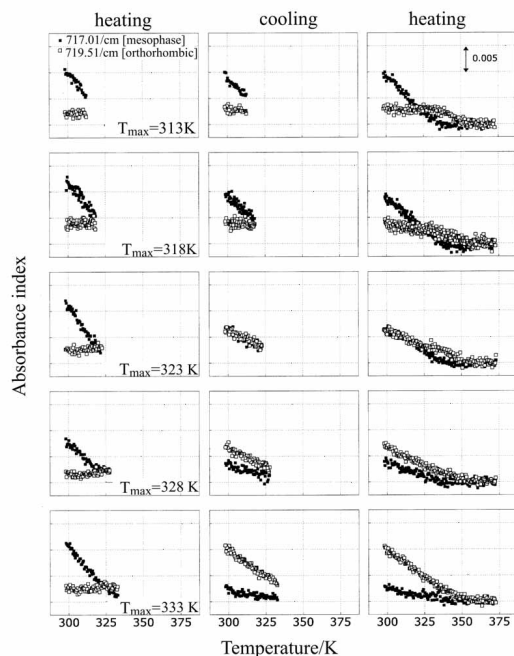 heating cooling heating
717.01/cm [mesophase]
719.51/cm [orthorhombic]
0.005
Tmax=313K
Tmax=318K
Tmax=323 K
Tmax=328 K
Tmax=333 K
Absorbance index
300 325 350 375 300 325 350 375 300 325 350 375
Temperature/K